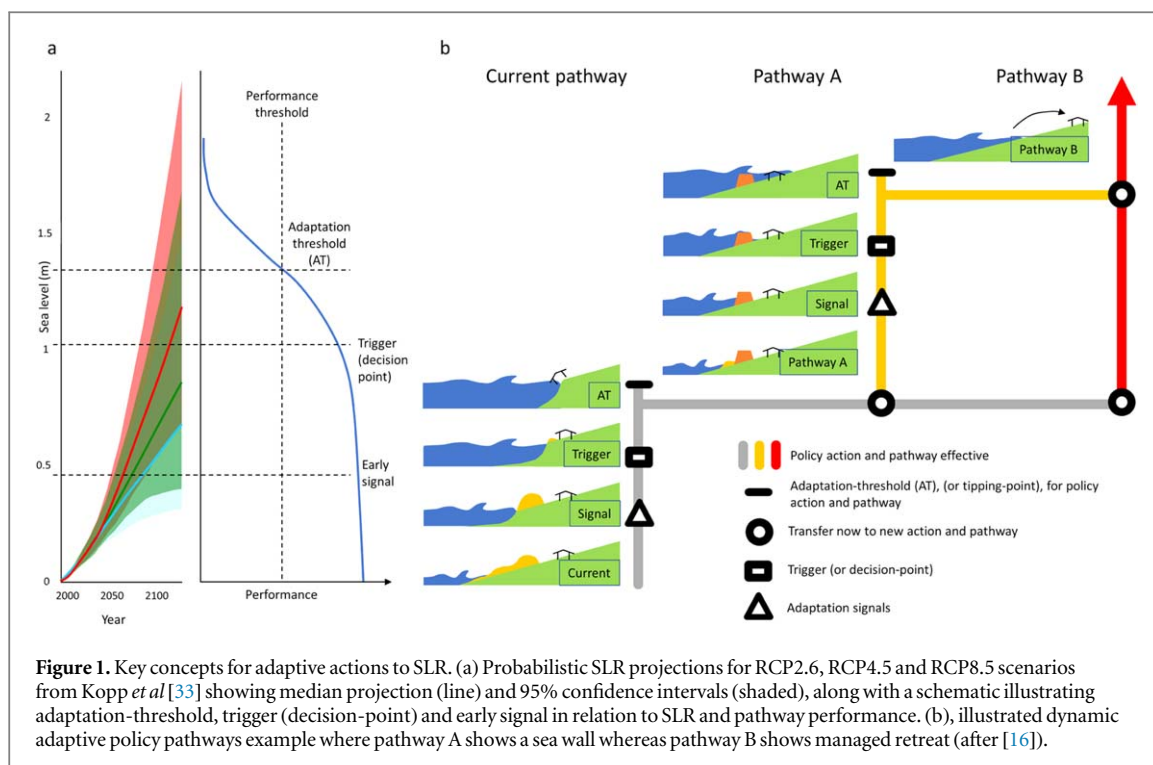 a
b
Current pathway
Pathway A
Pathway B
2
1.5
1
0.5
0
Sea level (m)
2000 2050 2100
Year
Performance
threshold
Adaptation
threshold
(AT)
Trigger
(decision
point)
Early
signal
Performance
Pathway B
AT
Trigger
Signal
Pathway A
AT
Trigger
Signal
Current
Policy action and pathway effective
Adaptation-threshold (AT), (or tipping-point), for policy
action and pathway
Transfer now to new action and pathway
Trigger (or decision-point)
Adaptation signals
Figure 1. Key concepts for adaptive actions to SLR. (a) Probabilistic SLR projections for RCP2.6, RCP4.5 and RCP8.5 scenarios
from Kopp et al [33] showing median projection (line) and 95% confidence intervals (shaded), along with a schematic illustrating
adaptation-threshold, trigger (decision-point) and early signal in relation to SLR and pathway performance. (b), illustrated dynamic
adaptive policy pathways example where pathway A shows a sea wall whereas pathway B shows managed retreat (after [16]).